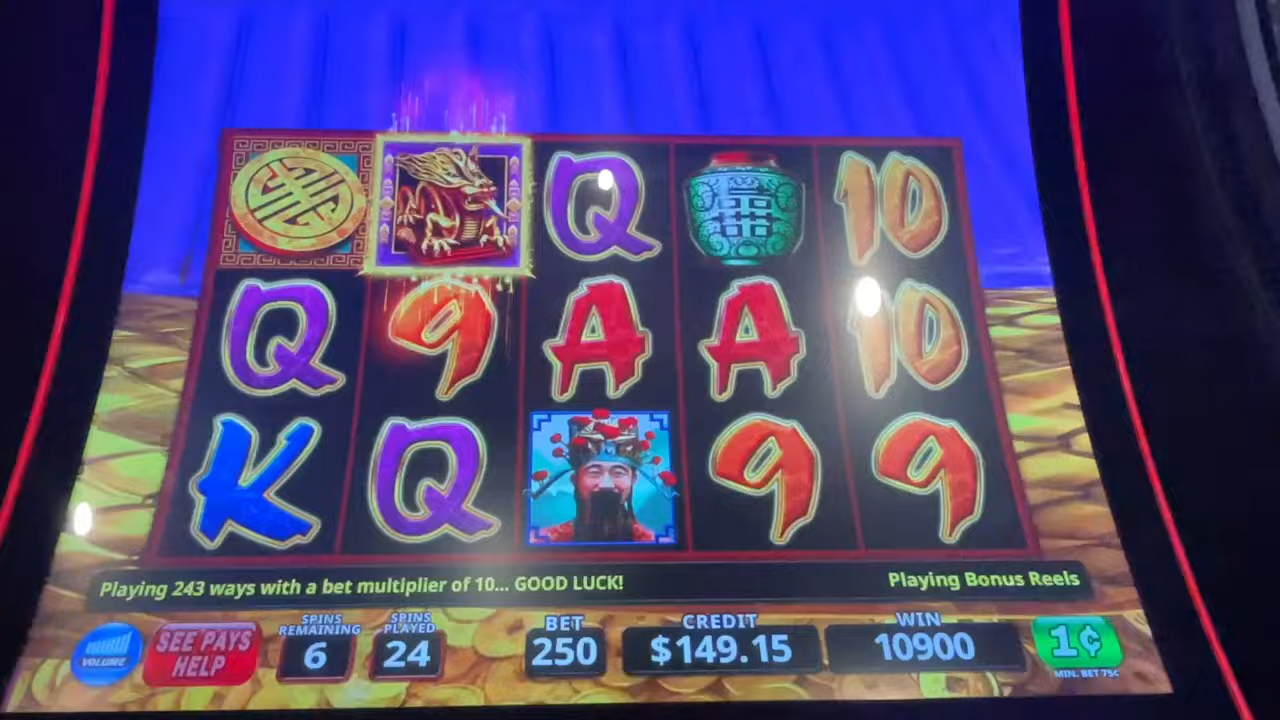 Q 10
Q 9 A A 10
K Q 9 9
Playing 243 ways with a bet multiplier of 10... GOOD LUCK!
Playing Bonus Reels
VOLUME
SEE PAYS
HELP
SPINS
REMAINING
6
SPINS
PLAYED
24
BET
250
CREDIT
$149.15
WIN
10900
1¢
MIN. BET 75¢